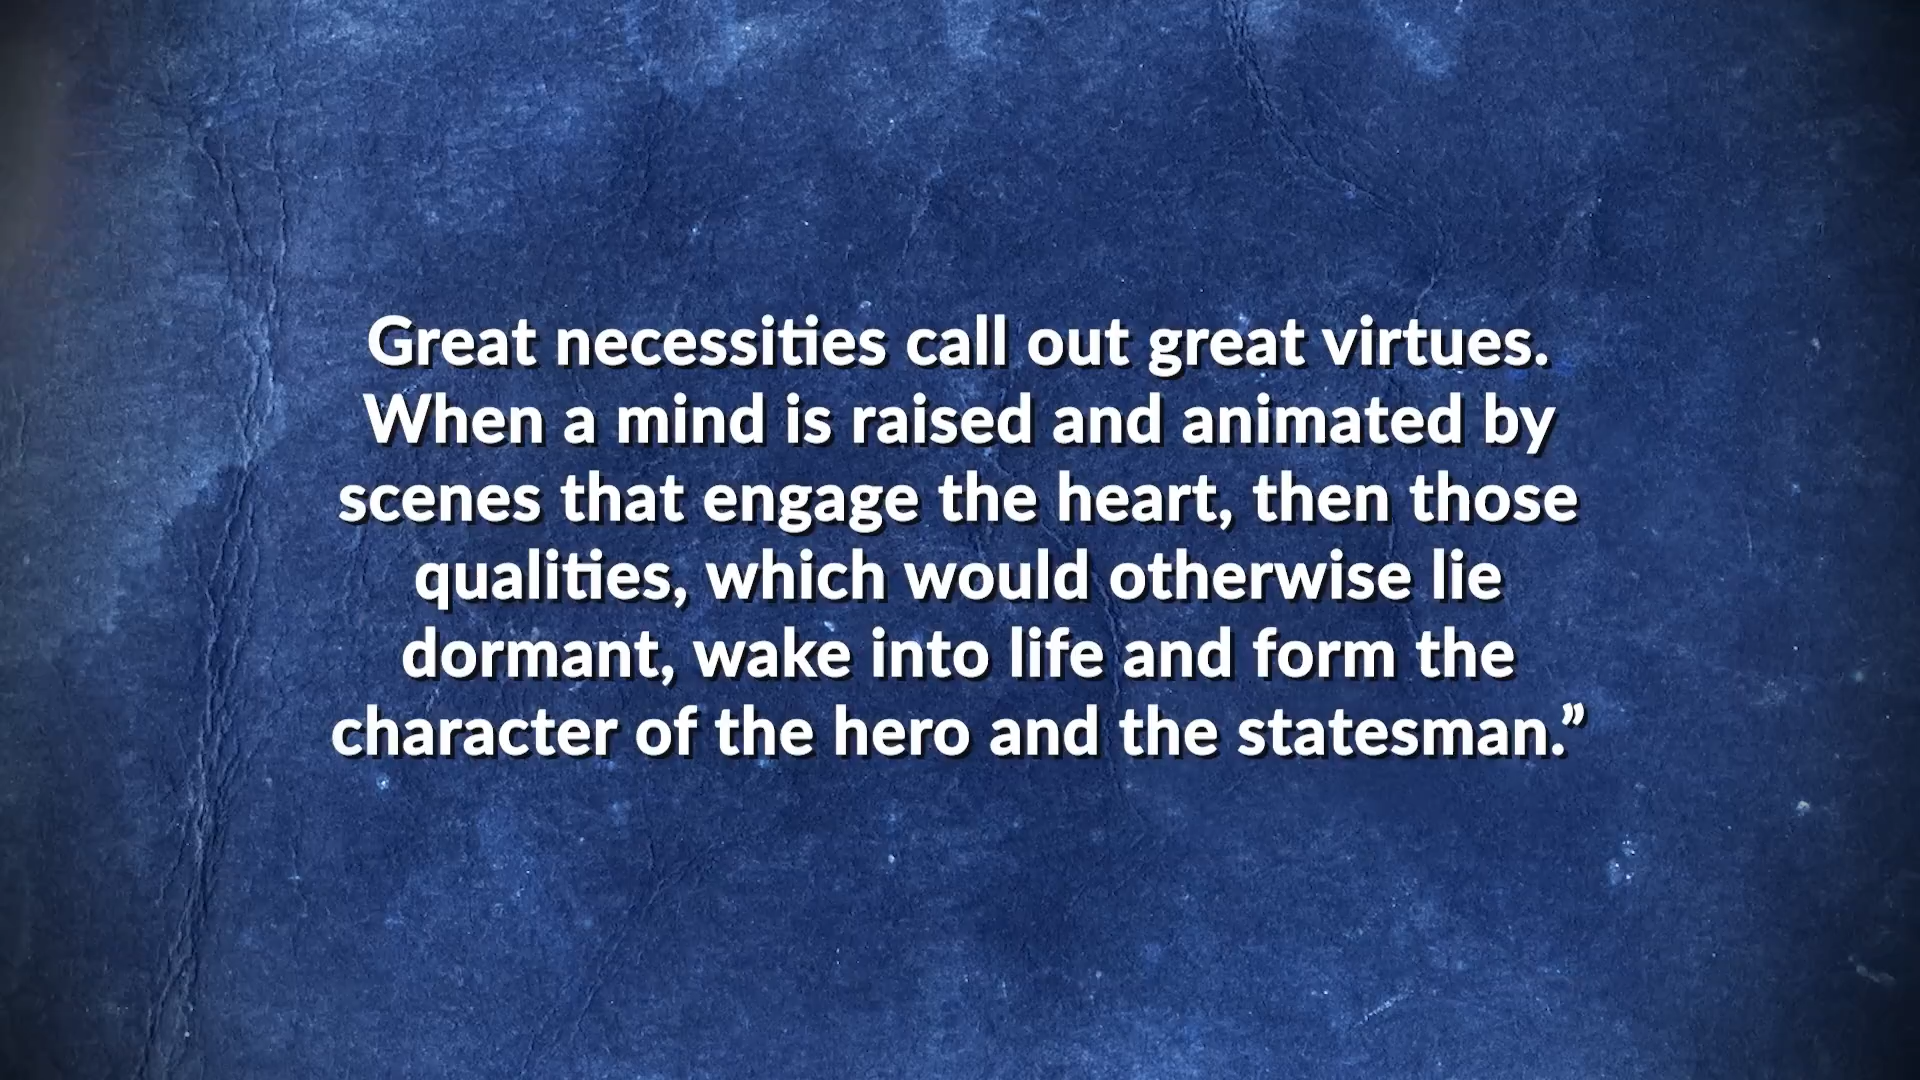 Great necessities call out great virtues.
When a mind is raised and animated by
scenes that engage the heart, then those
qualities, which would otherwise lie
dormant, wake into life and form the
character of the hero and the statesman.”